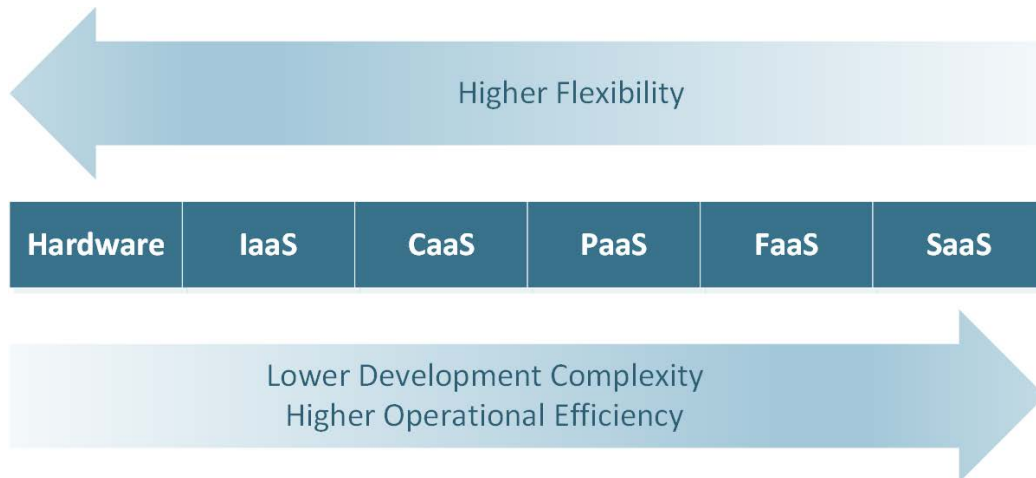 Higher Flexibility
Hardware IaaS CaaS PaaS FaaS SaaS
Lower Development Complexity
Higher Operational Efficiency